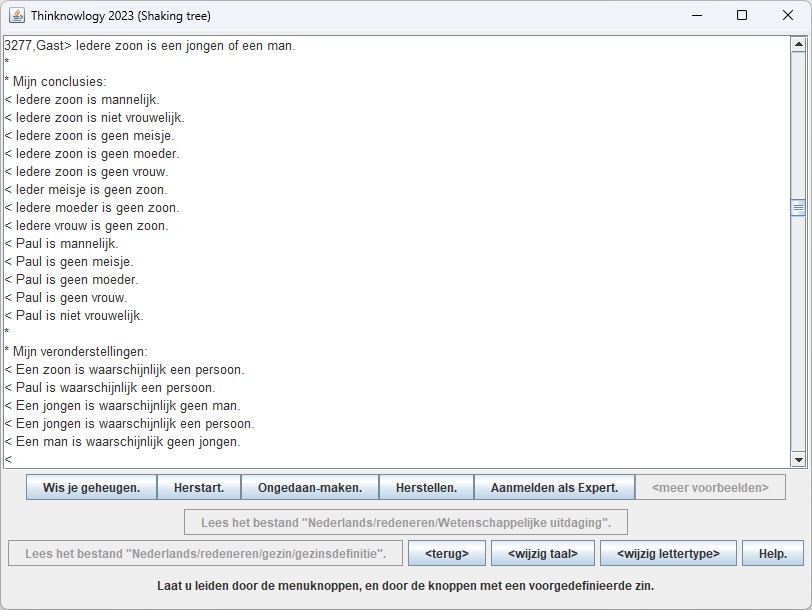 Thinknowlogy 2023 (Shaking tree)
3277,Gast> Iedere zoon is een jongen of een man.
*
* Mijn conclusies:
< Iedere zoon is mannelijk.
< Iedere zoon is niet vrouwelijk.
< Iedere zoon is geen meisje.
< Iedere zoon is geen moeder.
< Iedere zoon is geen vrouw.
< Ieder meisje is geen zoon.
< Iedere moeder is geen zoon.
< Iedere vrouw is geen zoon.
< Paul is mannelijk.
< Paul is geen meisje.
< Paul is geen moeder.
< Paul is geen vrouw.
< Paul is niet vrouwelijk.
*
* Mijn veronderstellingen:
< Een zoon is waarschijnlijk een persoon.
< Paul is waarschijnlijk een persoon.
< Een jongen is waarschijnlijk geen man.
< Een jongen is waarschijnlijk een persoon.
< Een man is waarschijnlijk geen jongen.
<
Wis je geheugen. Herstart. Ongedaan-maken. Herstellen. Aanmelden als Expert. <meer voorbeelden>
Lees het bestand "Nederlands/redeneren/Wetenschappelijke uitdaging".
Lees het bestand "Nederlands/redeneren/gezin/gezinsdefinitie". <terug> <wijzig taal> <wijzig lettertype> Help.
Laat u leiden door de menuknoppen, en door de knoppen met een voorgedefinieerde zin.